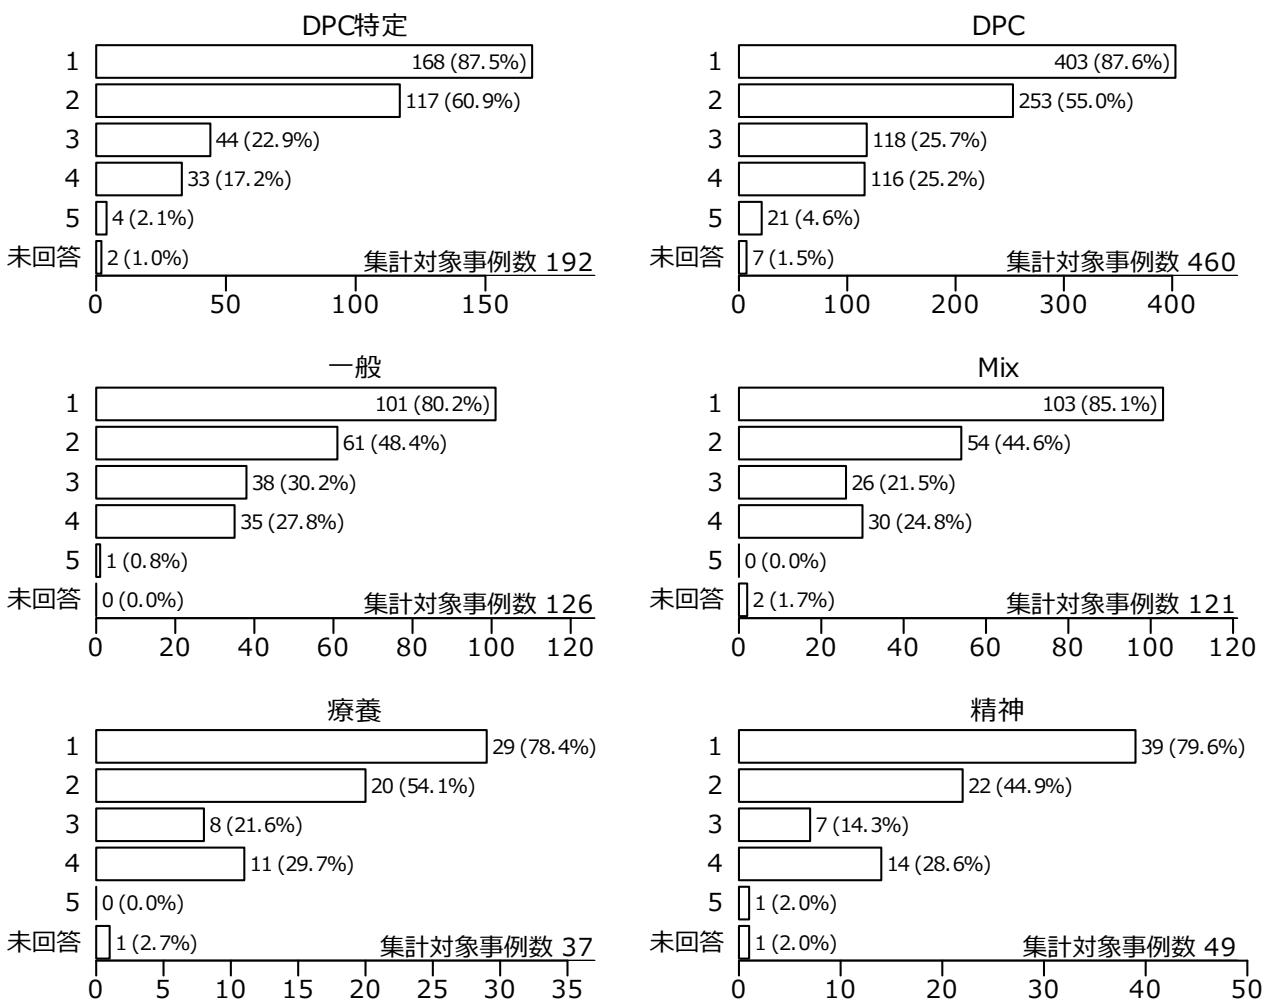 DPC特定
1 168 (87.5%)
2 117 (60.9%)
3 44 (22.9%)
4 33 (17.2%)
5 4 (2.1%)
未回答 2 (1.0%) 集計対象事例数 192
0 50 100 150
DPC
1 403 (87.6%)
2 253 (55.0%)
3 118 (25.7%)
4 116 (25.2%)
5 21 (4.6%)
未回答 7 (1.5%) 集計対象事例数 460
0 100 200 300 400
一般
1 101 (80.2%)
2 61 (48.4%)
3 38 (30.2%)
4 35 (27.8%)
5 1 (0.8%)
未回答 0 (0.0%) 集計対象事例数 126
0 20 40 60 80 100 120
Mix
1 103 (85.1%)
2 54 (44.6%)
3 26 (21.5%)
4 30 (24.8%)
5 0 (0.0%)
未回答 2 (1.7%) 集計対象事例数 121
0 20 40 60 80 100 120
療養
1 29 (78.4%)
2 20 (54.1%)
3 8 (21.6%)
4 11 (29.7%)
5 0 (0.0%)
未回答 1 (2.7%) 集計対象事例数 37
0 5 10 15 20 25 30 35
精神
1 39 (79.6%)
2 22 (44.9%)
3 7 (14.3%)
4 14 (28.6%)
5 1 (2.0%)
未回答 1 (2.0%) 集計対象事例数 49
0 10 20 30 40 50